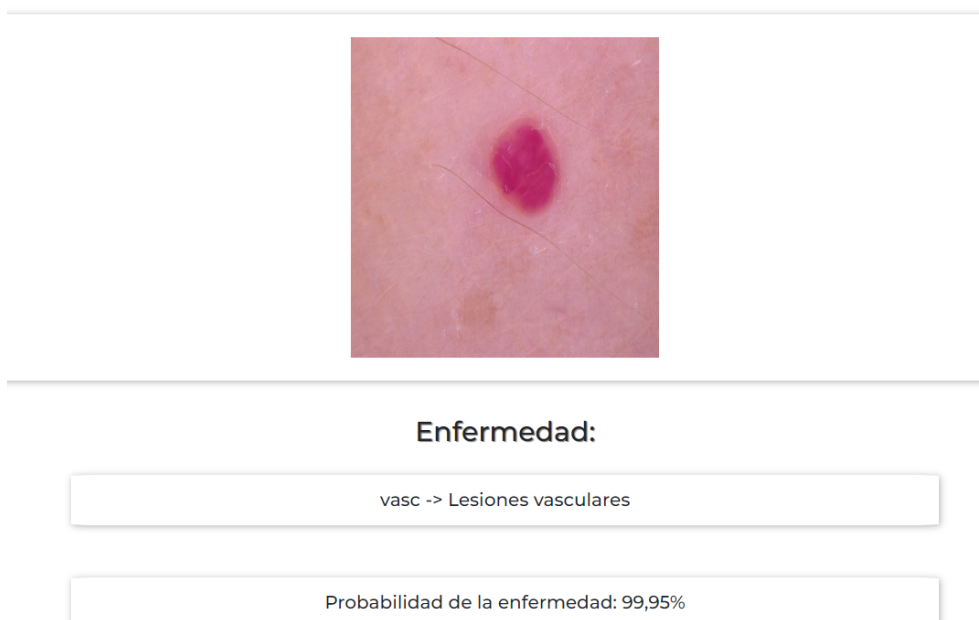 Enfermedad:
vasc -> Lesiones vasculares
Probabilidad de la enfermedad: 99,95%